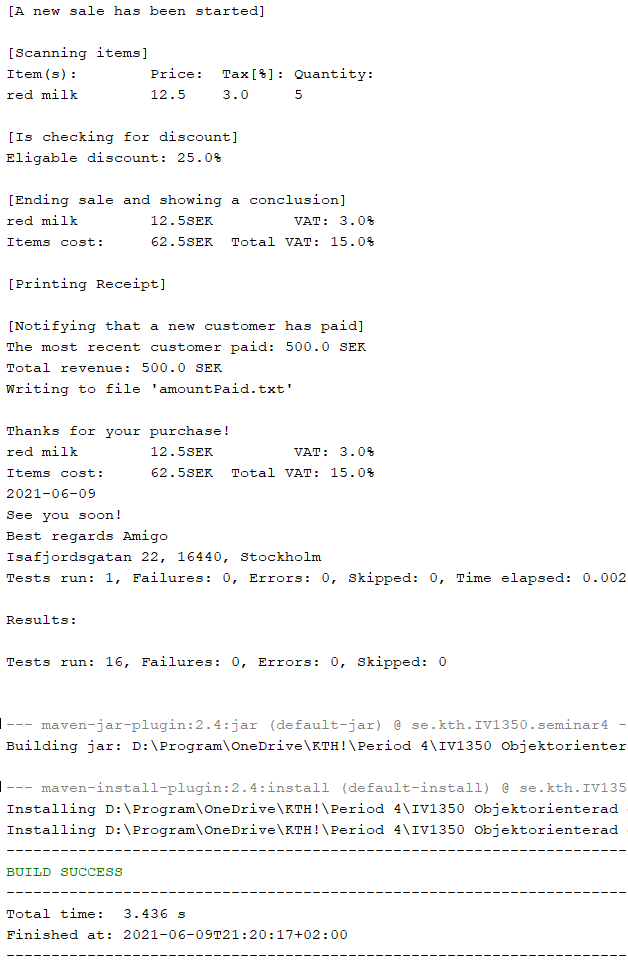 [A new sale has been started]
[Scanning items]
Item(s): Price: Tax[%]: Quantity:
red milk 12.5 3.0 5
[Is checking for discount]
Eligable discount: 25.0%
[Ending sale and showing a conclusion]
red milk 12.5SEK VAT: 3.0%
Items cost: 62.5SEK Total VAT: 15.0%
[Printing Receipt]
[Notifying that a new customer has paid]
The most recent customer paid: 500.0 SEK
Total revenue: 500.0 SEK
Writing to file 'amountPaid.txt'
Thanks for your purchase!
red milk 12.5SEK VAT: 3.0%
Items cost: 62.5SEK Total VAT: 15.0%
2021-06-09
See you soon!
Best regards Amigo
Isafjordsgatan 22, 16440, Stockholm
Tests run: 1, Failures: 0, Errors: 0, Skipped: 0, Time elapsed: 0.002
Results:
Tests run: 16, Failures: 0, Errors: 0, Skipped: 0
--- maven-jar-plugin:2.4:jar (default-jar) @ se.kth.IV1350.seminar4 -
Building jar: D:\Program\OneDrive\KTH!\Period 4\IV1350 Objektorienter
--- maven-install-plugin:2.4:install (default-install) @ se.kth.IV135
Installing D:\Program\OneDrive\KTH!\Period 4\IV1350 Objektorienterad
Installing D:\Program\OneDrive\KTH!\Period 4\IV1350 Objektorienterad
------------------------------------------------------------------------
BUILD SUCCESS
------------------------------------------------------------------------
Total time: 3.436 s
Finished at: 2021-06-09T21:20:17+02:00
------------------------------------------------------------------------